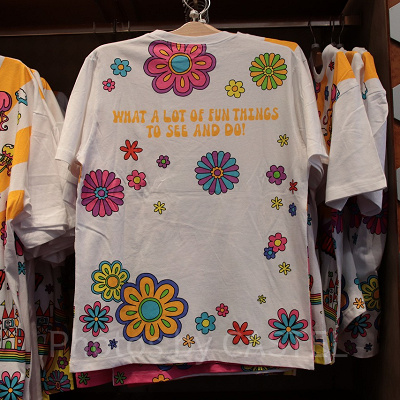 WHAT A LOT OF FUN THINGS
TO SEE AND DO!